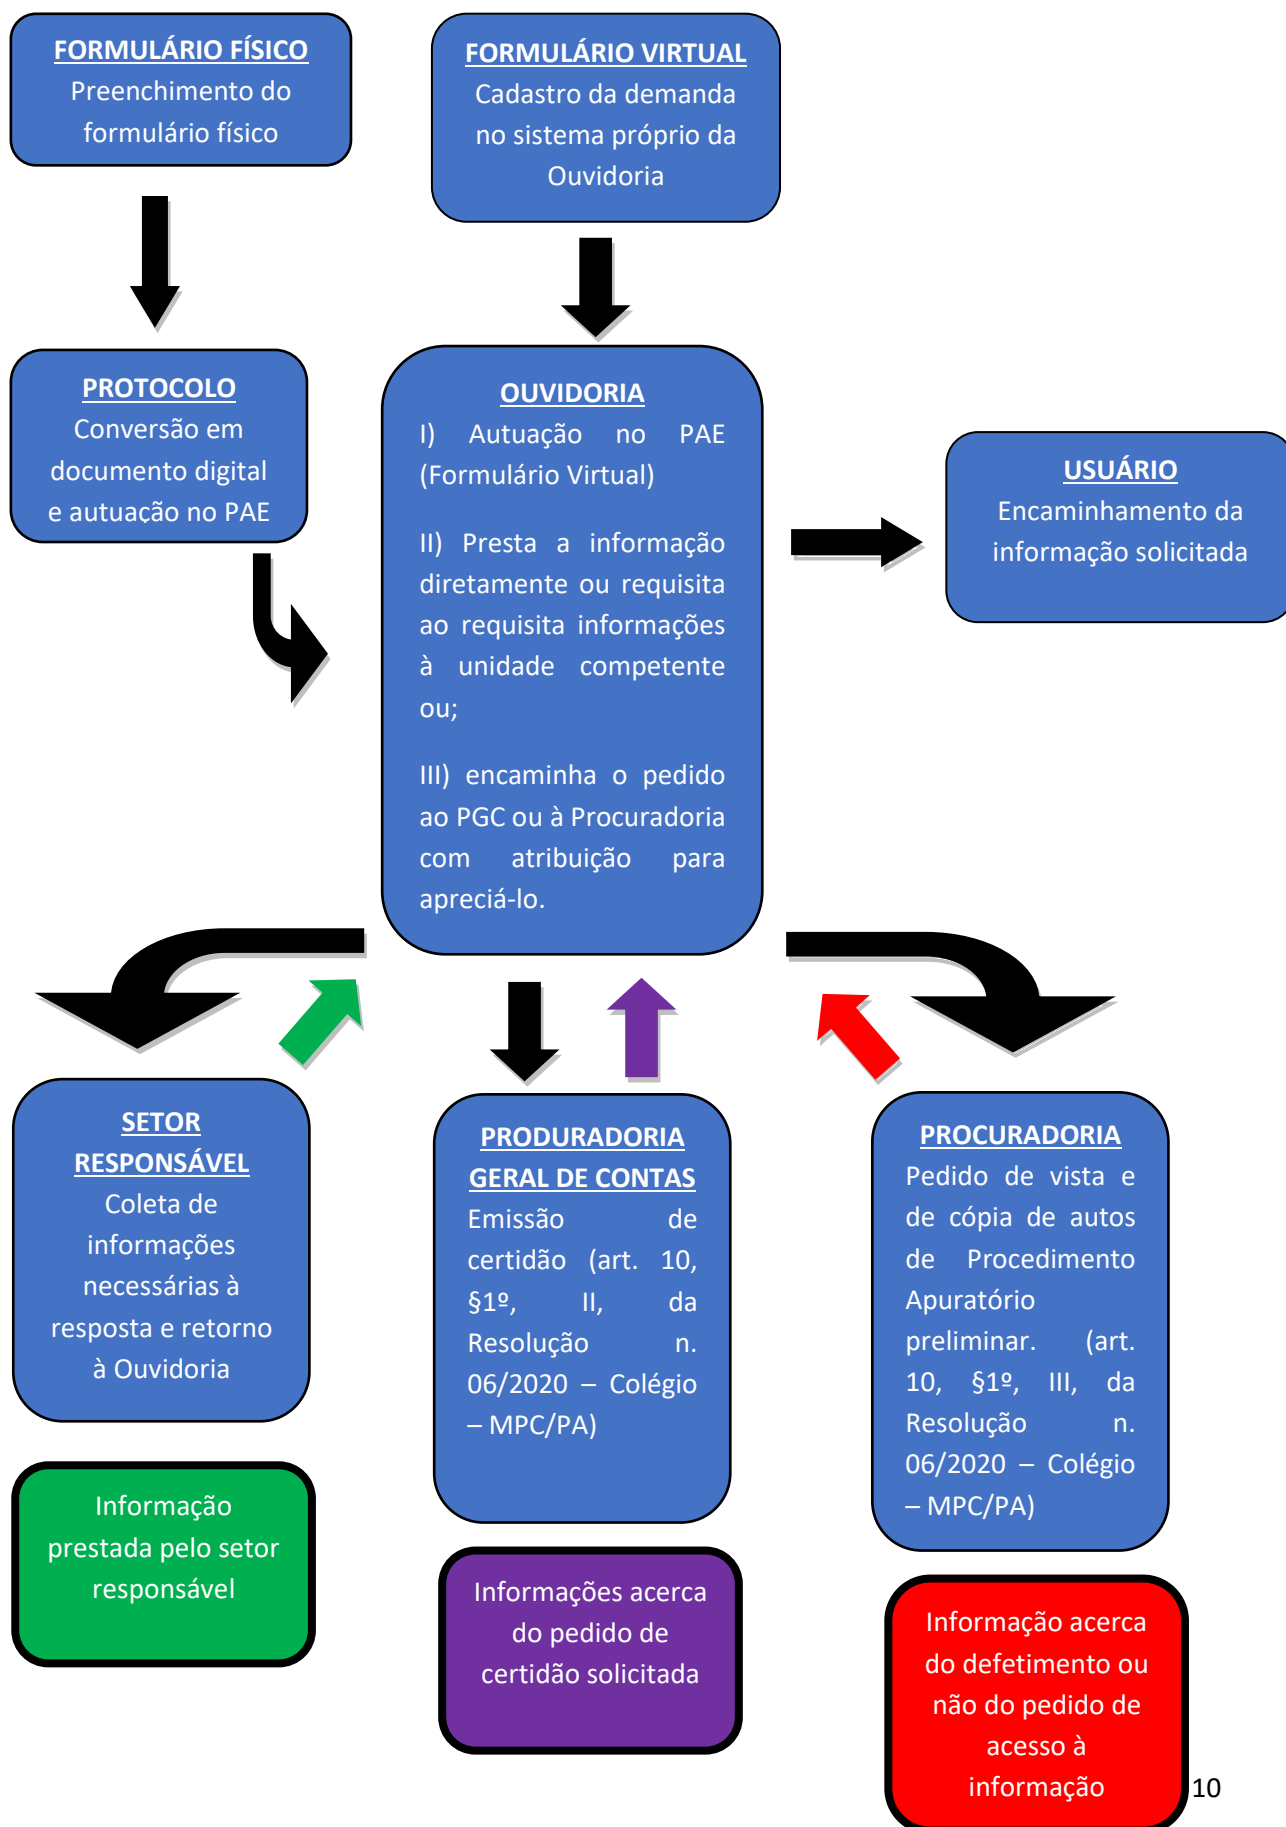 FORMULÁRIO FÍSICO
Preenchimento do
formulário físico
FORMULÁRIO VIRTUAL
Cadastro da demanda
no sistema próprio da
Ouvidoria
PROTOCOLO
Conversão em
documento digital
e autuação no PAE
OUVIDORIA
I) Autuação no PAE
(Formulário Virtual)
II) Presta a informação
diretamente ou requisita
ao requisita informações
à unidade competente
ou;
III) encaminha o pedido
ao PGC ou à Procuradoria
com atribuição para
apreciá-lo.
USUÁRIO
Encaminhamento da
informação solicitada
SETOR
RESPONSÁVEL
Coleta de
informações
necessárias à
resposta e retorno
à Ouvidoria
PRODURADORIA
GERAL DE CONTAS
Emissão de
certidão (art. 10,
§1º, II, da
Resolução n.
06/2020 – Colégio
– MPC/PA)
PROCURADORIA
Pedido de vista e
de cópia de autos
de Procedimento
Apuratório
preliminar. (art.
10, §1º, III, da
Resolução n.
06/2020 – Colégio
– MPC/PA)
Informação
prestada pelo setor
responsável
Informações acerca
do pedido de
certidão solicitada
Informação acerca
do defetimento ou
não do pedido de
acesso à
informação
10